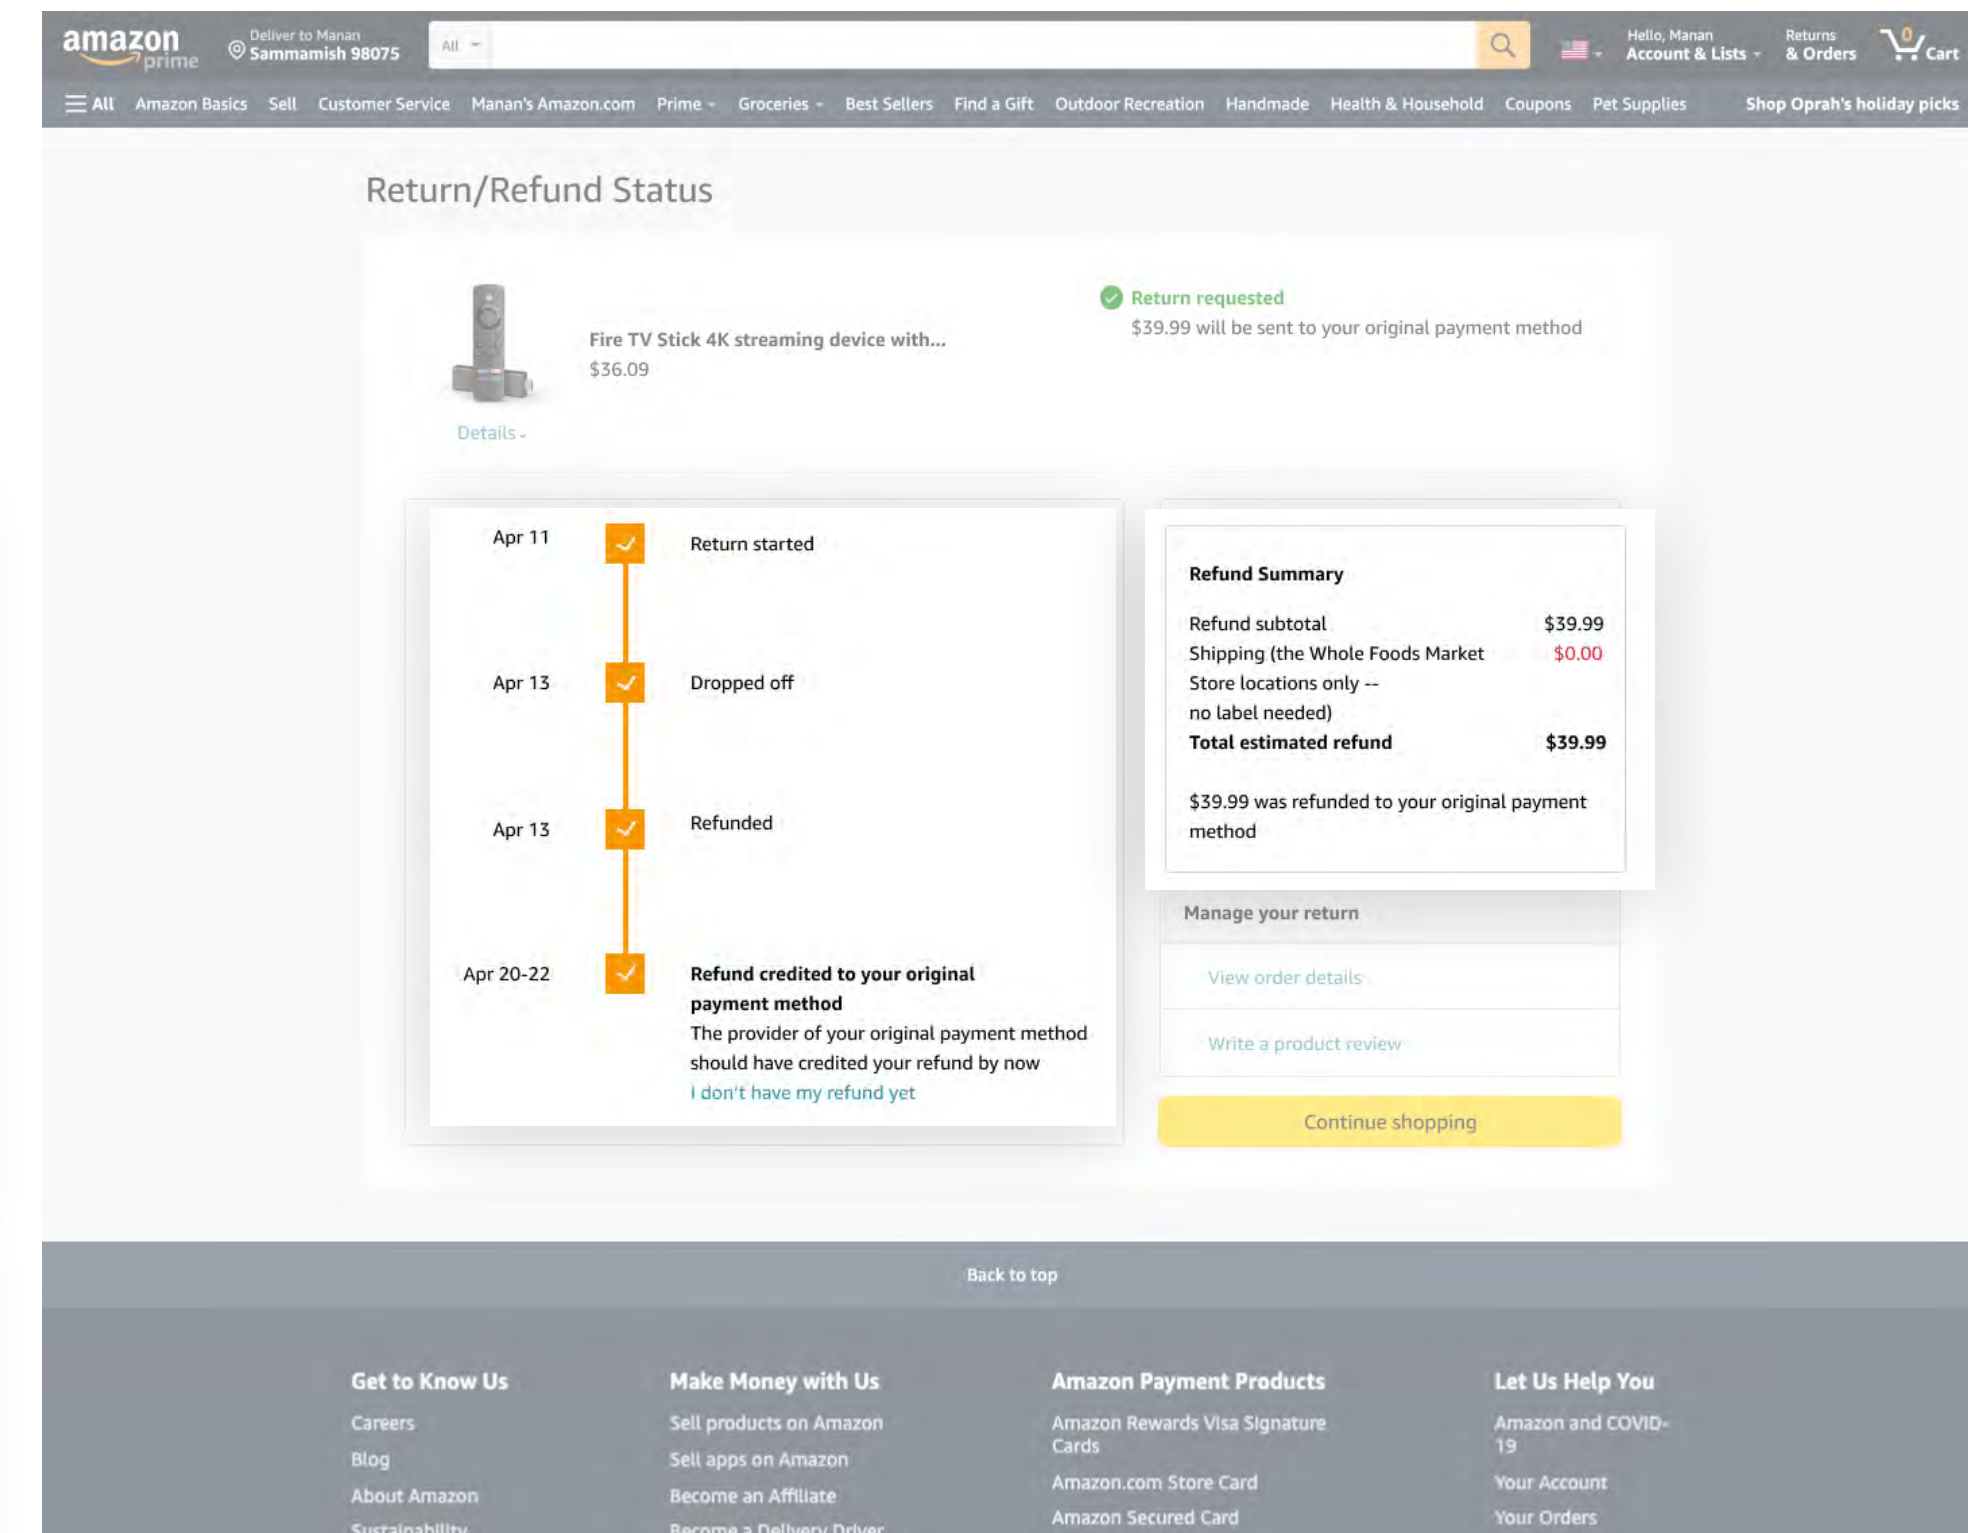 amazon
prime
Deliver to Manan
Sammamish 98075
All
Hello, Manan
Account & Lists
Returns
& Orders
0
Cart
All
Amazon Basics
Sell
Customer Service
Manan's Amazon.com
Prime
Groceries
Best Sellers
Find a Gift
Outdoor Recreation
Handmade
Health & Household
Coupons
Pet Supplies
Shop Oprah's holiday picks
Return/Refund Status
Fire TV Stick 4K streaming device with...
$36.09
Details
Return requested
$39.99 will be sent to your original payment method
Apr 11
Return started
Apr 13
Dropped off
Apr 13
Refunded
Apr 20-22
Refund credited to your original
payment method
The provider of your original payment method
should have credited your refund by now
I don't have my refund yet
Refund Summary
Refund subtotal $39.99
Shipping (the Whole Foods Market $0.00
Store locations only --
no label needed)
Total estimated refund $39.99
$39.99 was refunded to your original payment
method
Manage your return
View order details
Write a product review
Continue shopping
Back to top
Get to Know Us
Careers
Blog
About Amazon
Sustainability
Make Money with Us
Sell products on Amazon
Sell apps on Amazon
Become an Affiliate
Become a Delivery Driver
Amazon Payment Products
Amazon Rewards Visa Signature
Cards
Amazon.com Store Card
Amazon Secured Card
Let Us Help You
Amazon and COVID-
19
Your Account
Your Orders